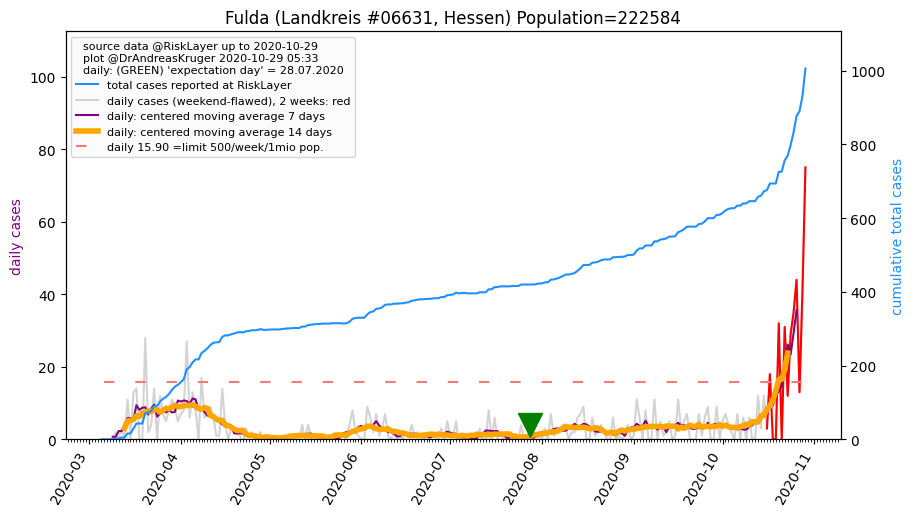 Fulda (Landkreis #06631, Hessen) Population=222584
source data @RiskLayer up to 2020-10-29
plot @DrAndreasKruger 2020-10-29 05:33
daily: (GREEN) 'expectation day' = 28.07.2020
total cases reported at RiskLayer
daily cases (weekend-flawed), 2 weeks: red
daily: centered moving average 7 days
daily: centered moving average 14 days
daily 15.90 =limit 500/week/1mio pop.
daily cases
100
80
60
40
20
0
cumulative total cases
1000
800
600
400
200
0
2020-03
2020-04
2020-05
2020-06
2020-07
2020-08
2020-09
2020-10
2020-11